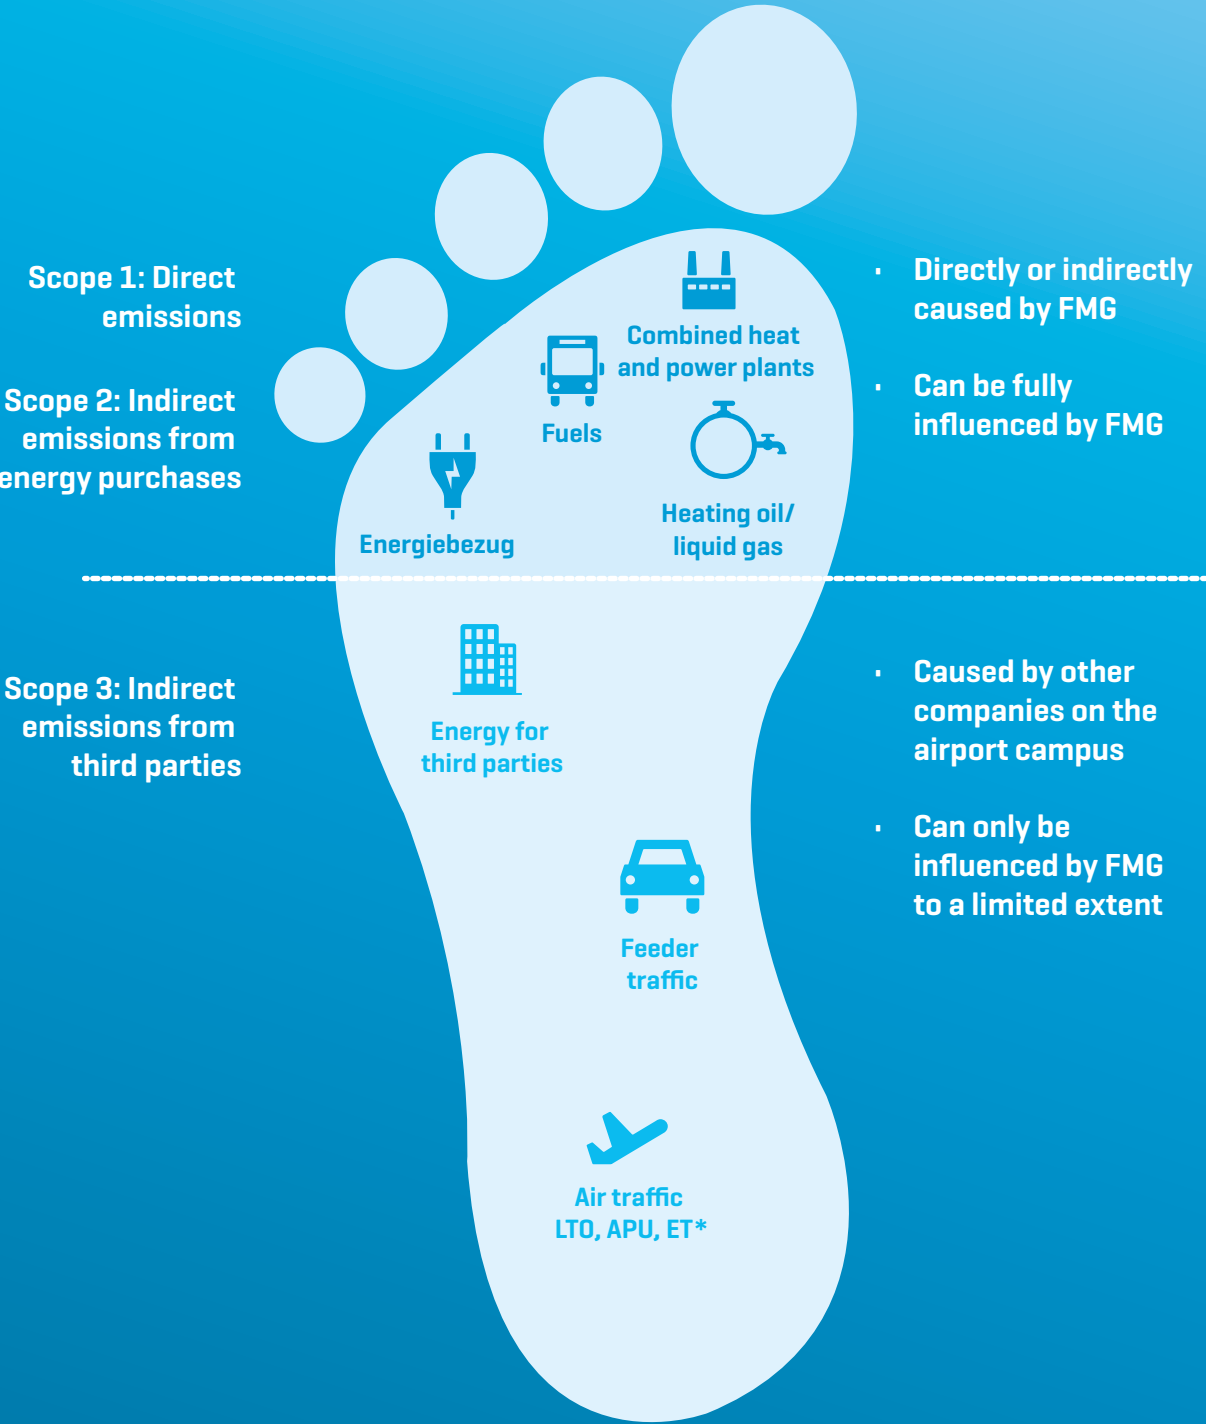 Scope 1: Direct
emissions
Scope 2: Indirect
emissions from
energy purchases
Combined heat
and power plants
Fuels
Heating oil/
liquid gas
Energiebezug
· Directly or indirectly
caused by FMG
· Can be fully
influenced by FMG
Scope 3: Indirect
emissions from
third parties
Energy for
third parties
Feeder
traffic
Air traffic
LTO, APU, ET*
· Caused by other
companies on the
airport campus
· Can only be
influenced by FMG
to a limited extent